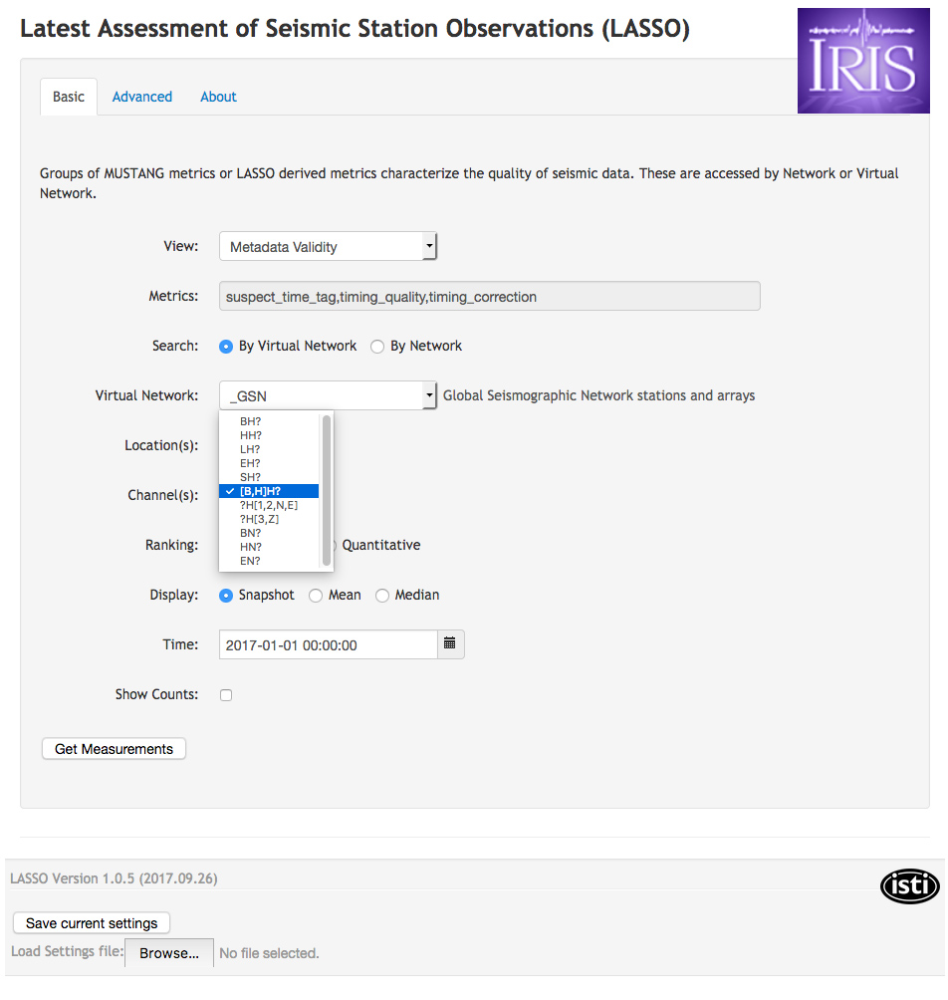 Latest Assessment of Seismic Station Observations (LASSO)
IRIS
Basic Advanced About
Groups of MUSTANG metrics or LASSO derived metrics characterize the quality of seismic data. These are accessed by Network or Virtual
Network.
View: Metadata Validity
Metrics: suspect_time_tag,timing_quality,timing_correction
Search: By Virtual Network By Network
Virtual Network: _GSN Global Seismographic Network stations and arrays
BH?
HH?
Location(s):
LH?
EH?
SH?
Channel(s):
✓ [B,H]H?
?H[1,2,N,E]
?H[3,Z]
BN?
Ranking: Quantitative
HN?
EN?
Display: Snapshot Mean Median
Time: 2017-01-01 00:00:00
Show Counts:
Get Measurements
LASSO Version 1.0.5 (2017.09.26)
isti
Save current settings
Load Settings file: Browse... No file selected.